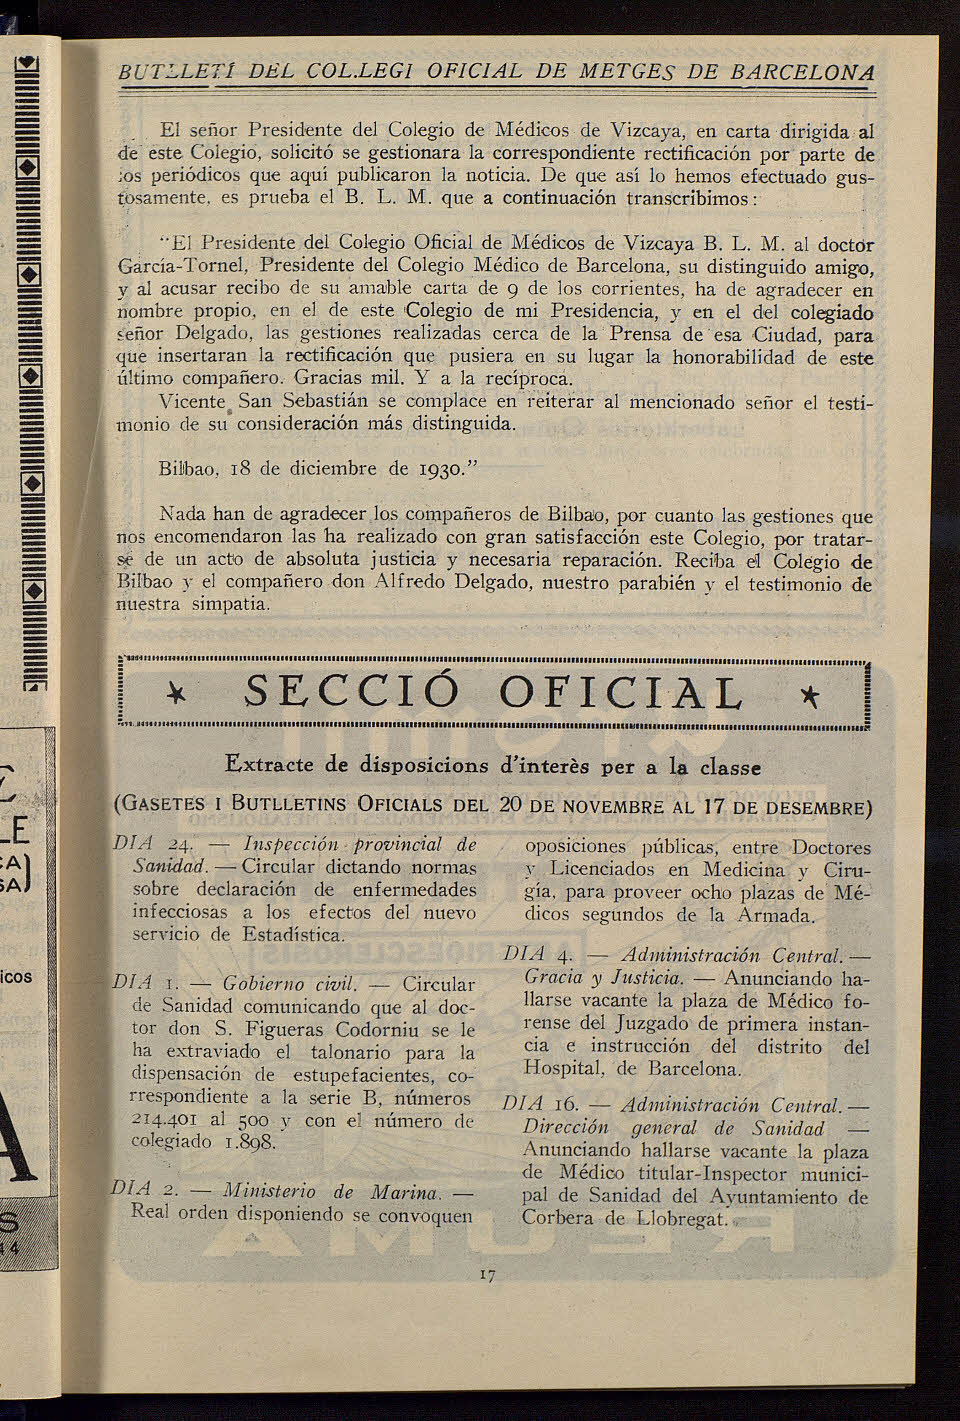 BUTLLETÍ DEL COL.LEGI OFICIAL DE METGES DE BARCELONA
El señor Presidente del Colegio de Médicos de Vizcaya, en carta dirigida al
de este Colegio, solicitó se gestionara la correspondiente rectificación por parte de
los periódicos que aquí publicaron la noticia. De que así lo hemos efectuado gus-
tosamente, es prueba el B. L. M. que a continuación transcribimos:
"El Presidente del Colegio Oficial de Médicos de Vizcaya B. L. M. al doctor
García-Tornel, Presidente del Colegio Médico de Barcelona, su distinguido amigo,
y al acusar recibo de su amable carta de 9 de los corrientes, ha de agradecer en
nombre propio, en el de este Colegio de mi Presidencia, y en el del colegiado
señor Delgado, las gestiones realizadas cerca de la Prensa de esa Ciudad, para
que insertaran la rectificación que pusiera en su lugar la honorabilidad de este
último compañero. Gracias mil. Y a la recíproca.
Vicente San Sebastián se complace en reiterar al mencionado señor el testi-
monio de su consideración más distinguida.
Bilbao, 18 de diciembre de 1930."
Nada han de agradecer los compañeros de Bilbao, por cuanto las gestiones que
nos encomendaron las ha realizado con gran satisfacción este Colegio, por tratar-
se de un acto de absoluta justicia y necesaria reparación. Reciba el Colegio de
Bilbao y el compañero don Alfredo Delgado, nuestro parabién y el testimonio de
nuestra simpatia.
SECCIÓ OFICIAL
Extracte de disposicions d'interès per a la classe
(GASETES I BUTLLETINS OFICIALS DEL 20 DE NOVEMBRE AL 17 DE DESEMBRE)
DIA 24. — Inspección provincial de
Sanidad. — Circular dictando normas
sobre declaración de enfermedades
infecciosas a los efectos del nuevo
servicio de Estadística.
DIA 1. — Gobierno civil. — Circular
de Sanidad comunicando que al doc-
tor don S. Figueras Codorniu se le
ha extraviado el talonario para la
dispensación de estupefacientes, co-
rrespondiente a la serie B, números
214.401 al 500 y con el número de
colegiado 1.898.
DIA 2. — Ministerio de Marina. —
Real orden disponiendo se convoquen
oposiciones públicas, entre Doctores
y Licenciados en Medicina y Ciru-
gía, para proveer ocho plazas de Mé-
dicos segundos de la Armada.
DIA 4. — Administración Central. —
Gracia y Justicia. — Anunciando ha-
llarse vacante la plaza de Médico fo-
rense del Juzgado de primera instan-
cia e instrucción del distrito del
Hospital, de Barcelona.
DIA 16. — Administración Central. —
Dirección general de Sanidad —
Anunciando hallarse vacante la plaza
de Médico titular-Inspector munici-
pal de Sanidad del Ayuntamiento de
Corbera de Llobregat.
17